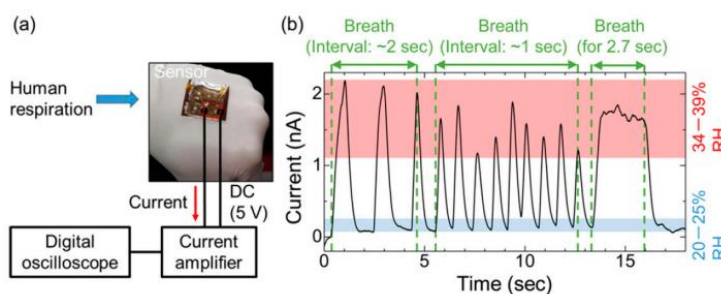 (a)
Sensor
Human
respiration
Current
DC
(5 V)
Digital
oscilloscope
Current
amplifier
(b)
Breath
(Interval: ~2 sec)
Breath
(Interval: ~1 sec)
Breath
(for 2.7 sec)
Current (nA)
2
1
0
0
5
10
15
Time (sec)
34–39%
RH
20–25%
RH